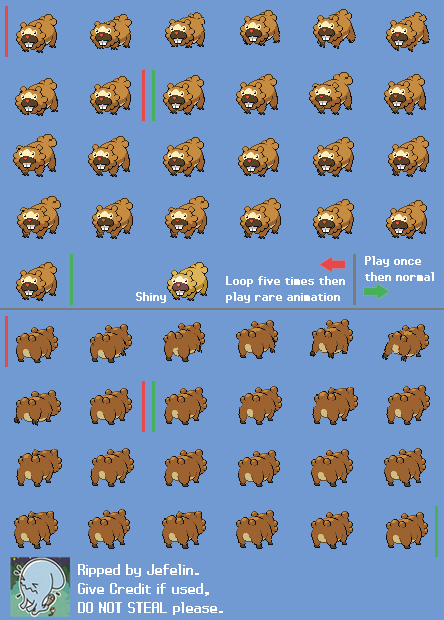 Shiny
Loop five times then
play rare animation
Play once
then normal
Ripped by Jefelin.
Give Credit if used,
DO NOT STEAL please.